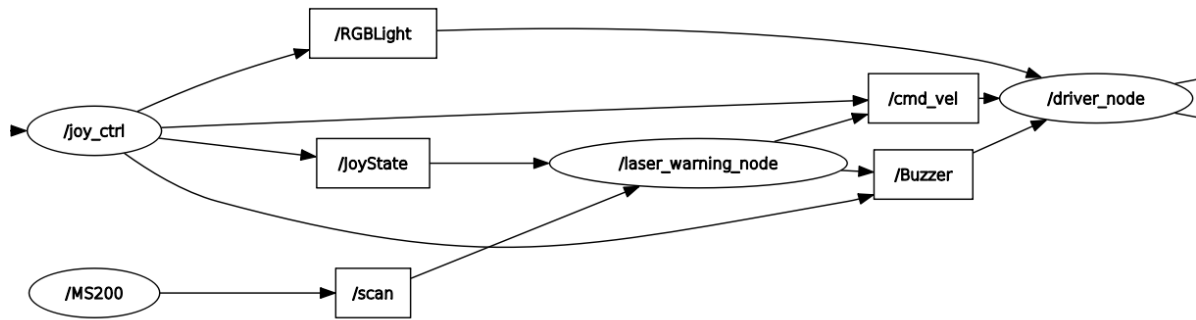 /RGBLight
/cmd_vel
/driver_node
/joy_ctrl
/JoyState
/laser_warning_node
/Buzzer
/MS200
/scan